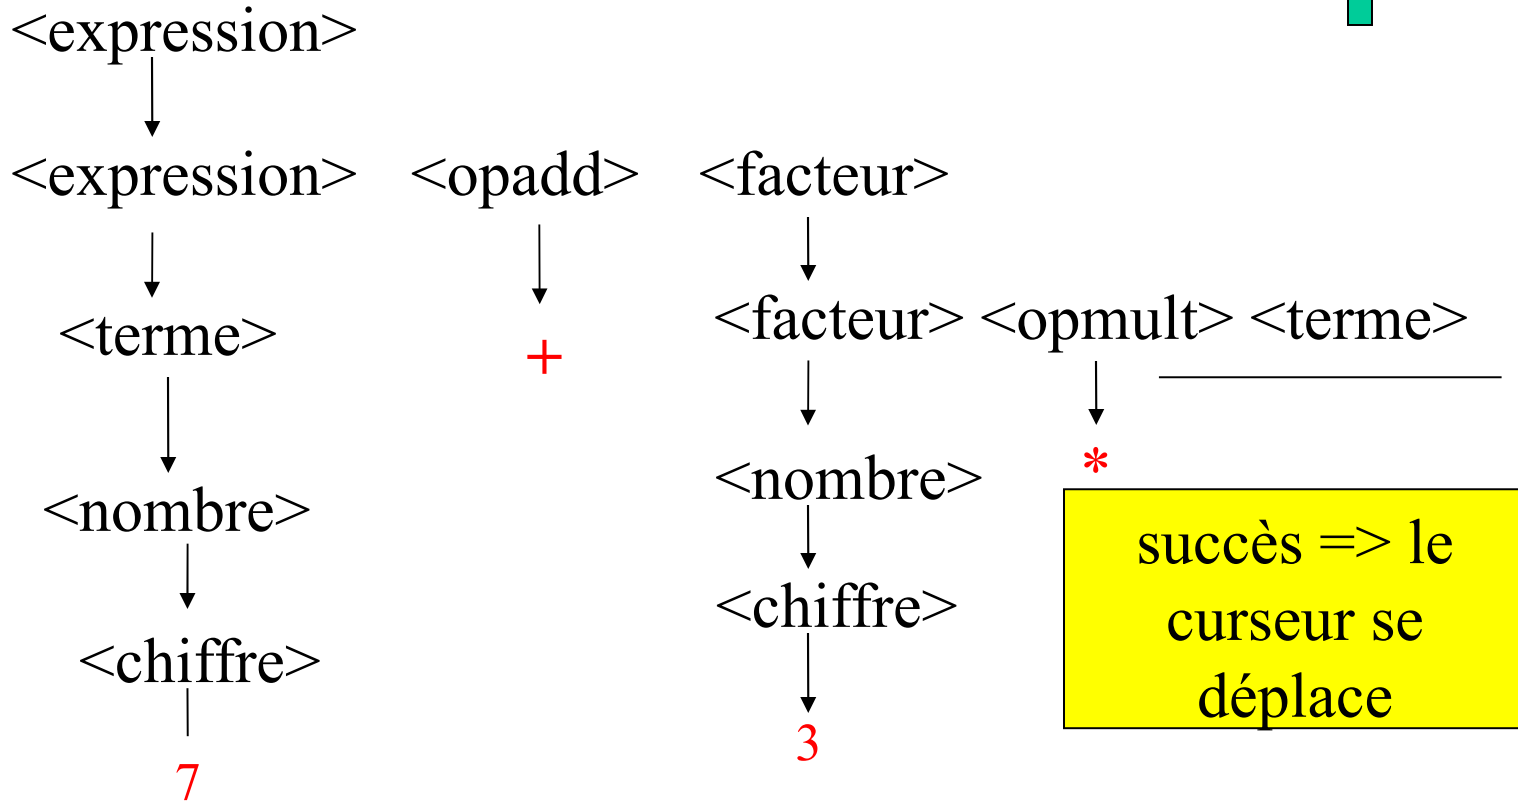 <expression>
<expression> <opadd> <facteur>
<facteur> <opmult> <terme>
<terme>
+
*
<nombre>
<nombre>
succès => le
curseur se
déplace
<chiffre>
<chiffre>
3
7